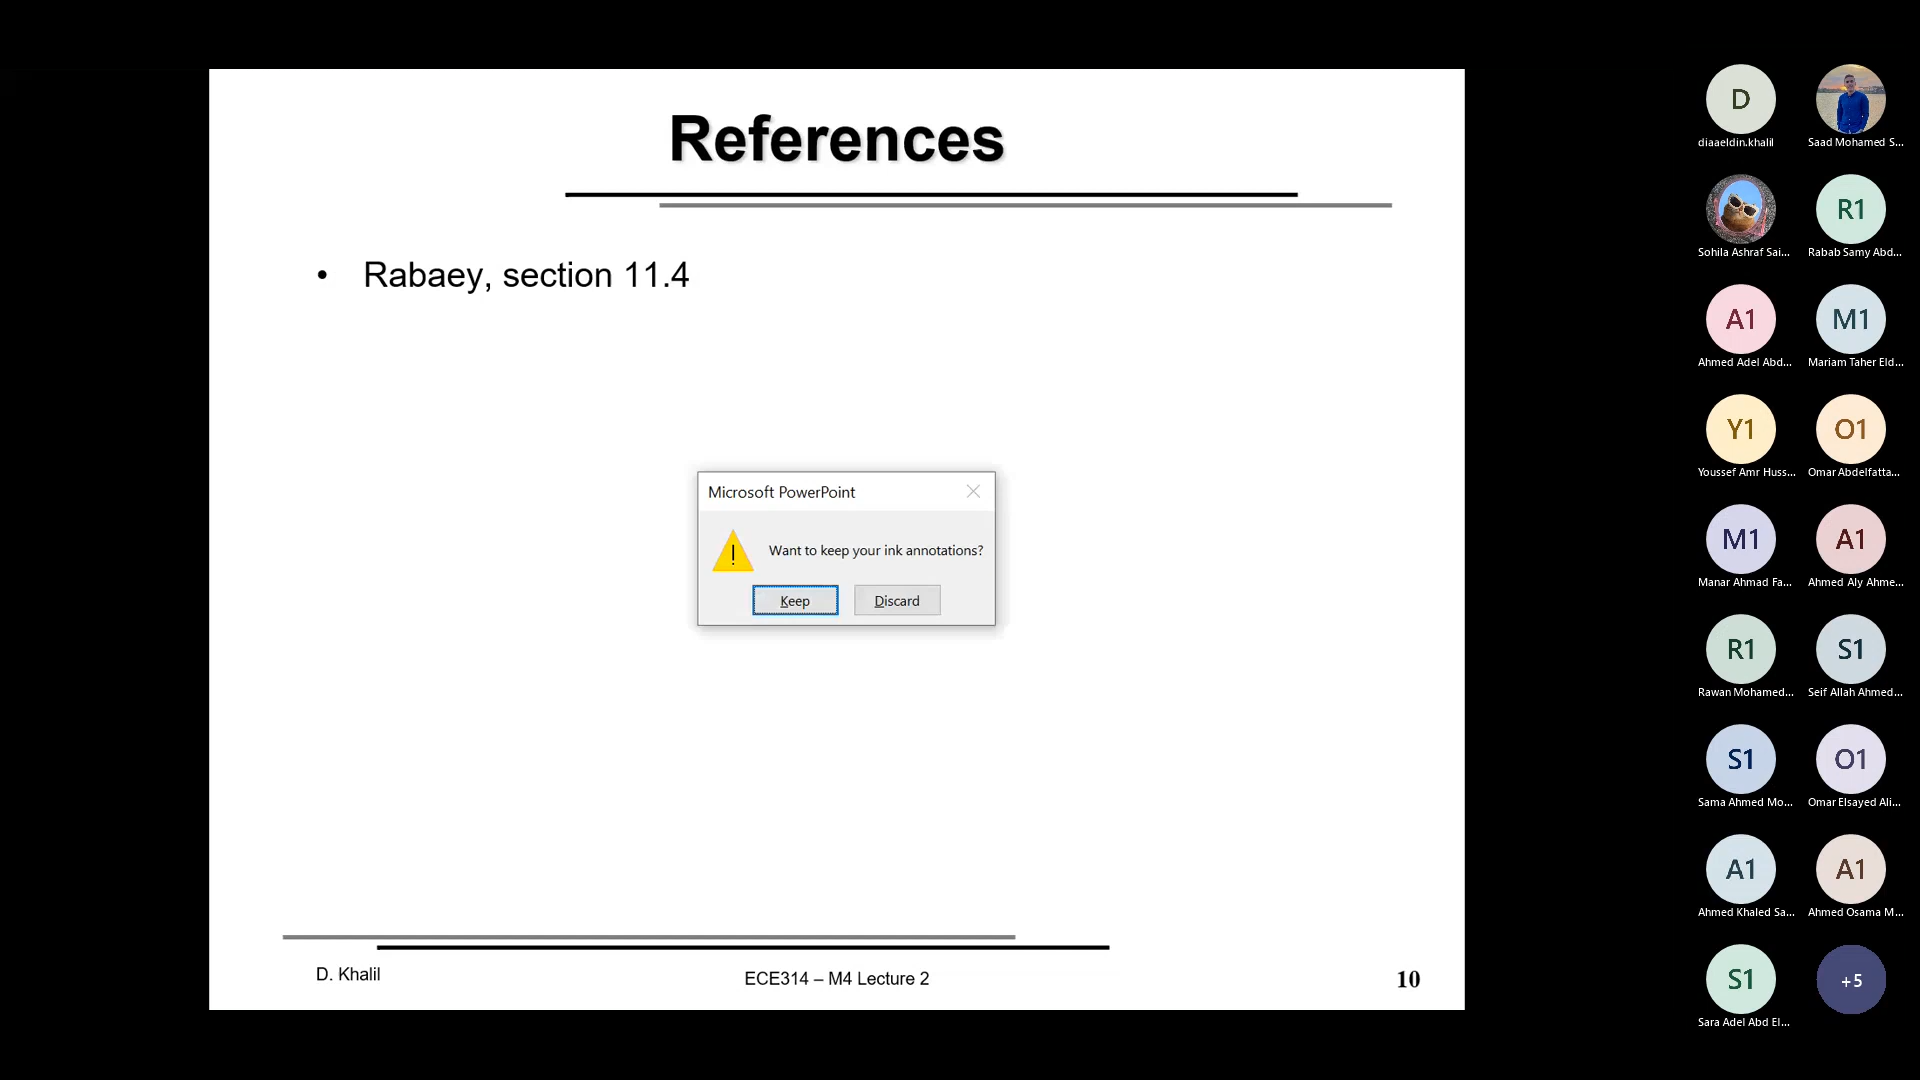 References
• Rabaey, section 11.4
Microsoft PowerPoint
Want to keep your ink annotations?
Keep
Discard
D. Khalil
ECE314 – M4 Lecture 2
10
D
diaaeldin.khalil
Saad Mohamed S...
Sohila Ashraf Sai...
R1
Rabab Samy Abd...
A1
Ahmed Adel Abd...
M1
Mariam Taher Eld...
Y1
Youssef Amr Huss...
O1
Omar Abdelfatta...
M1
Manar Ahmad Fa...
A1
Ahmed Aly Ahme...
R1
Rawan Mohamed...
S1
Seif Allah Ahmed...
S1
Sama Ahmed Mo...
O1
Omar Elsayed Ali...
A1
Ahmed Khaled Sa...
A1
Ahmed Osama M...
S1
Sara Adel Abd El...
+5